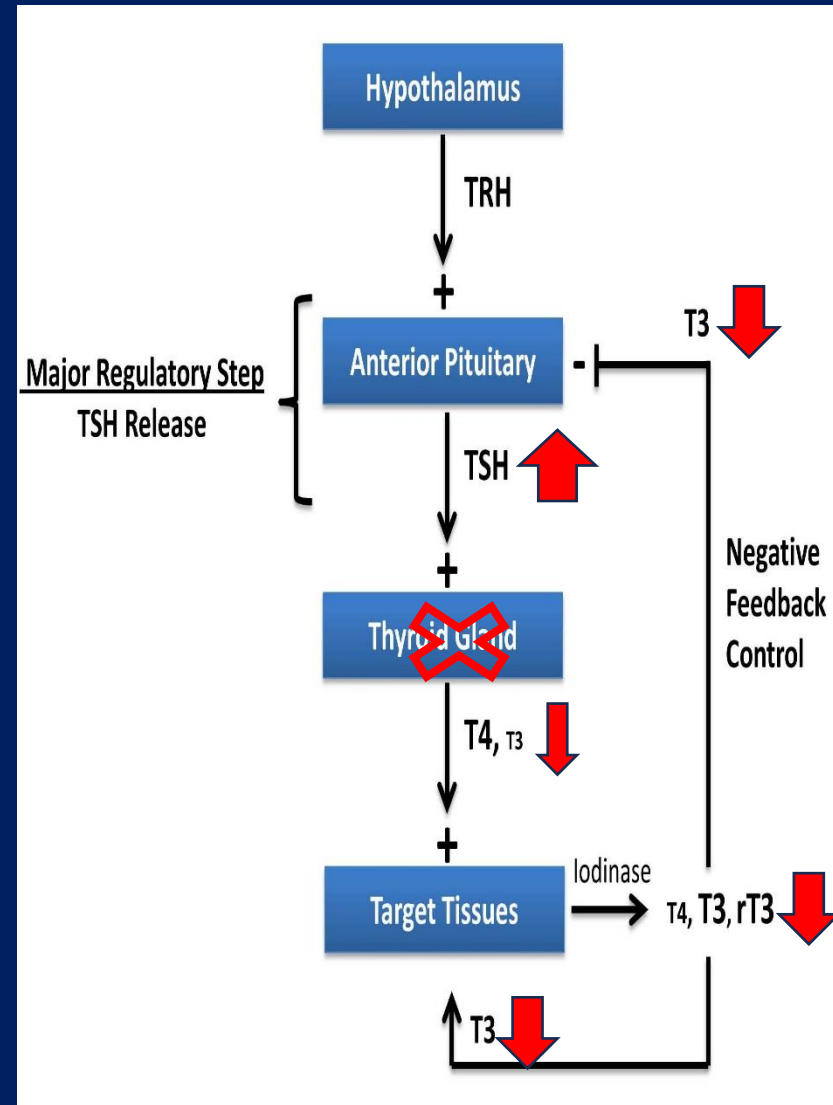 Hypothalamus
TRH
+
T3
Major Regulatory Step
TSH Release
Anterior Pituitary
-
TSH
+
Negative
Feedback
Control
Thyroid Gland
T4, T3
+
Target Tissues
Iodinase
T4, T3, rT3
T3